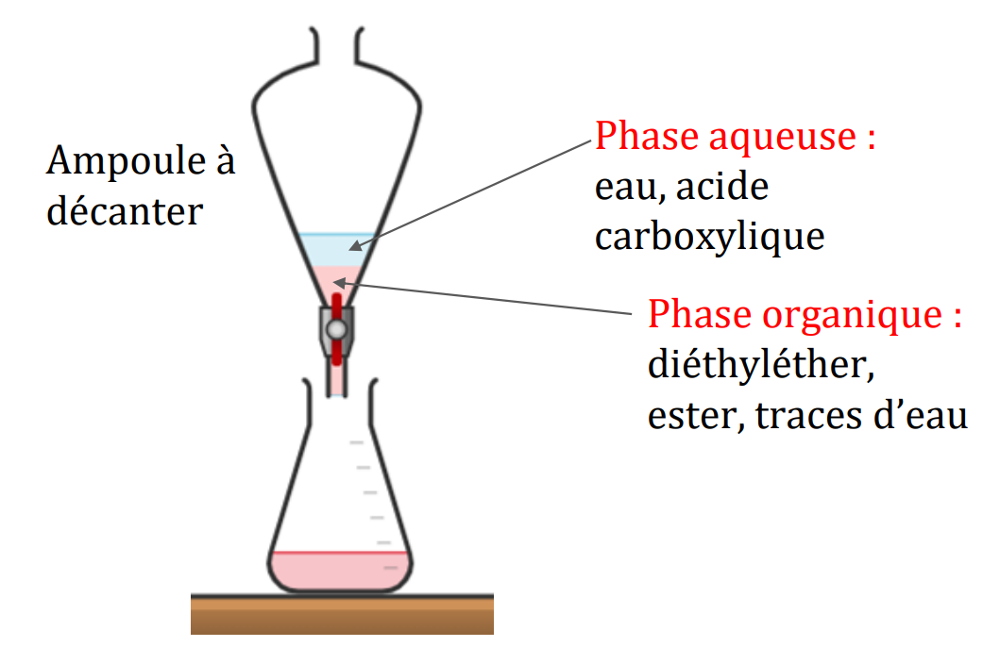 Ampoule à
décanter
Phase aqueuse :
eau, acide
carboxylique
Phase organique :
diéthyléther,
ester, traces d’eau